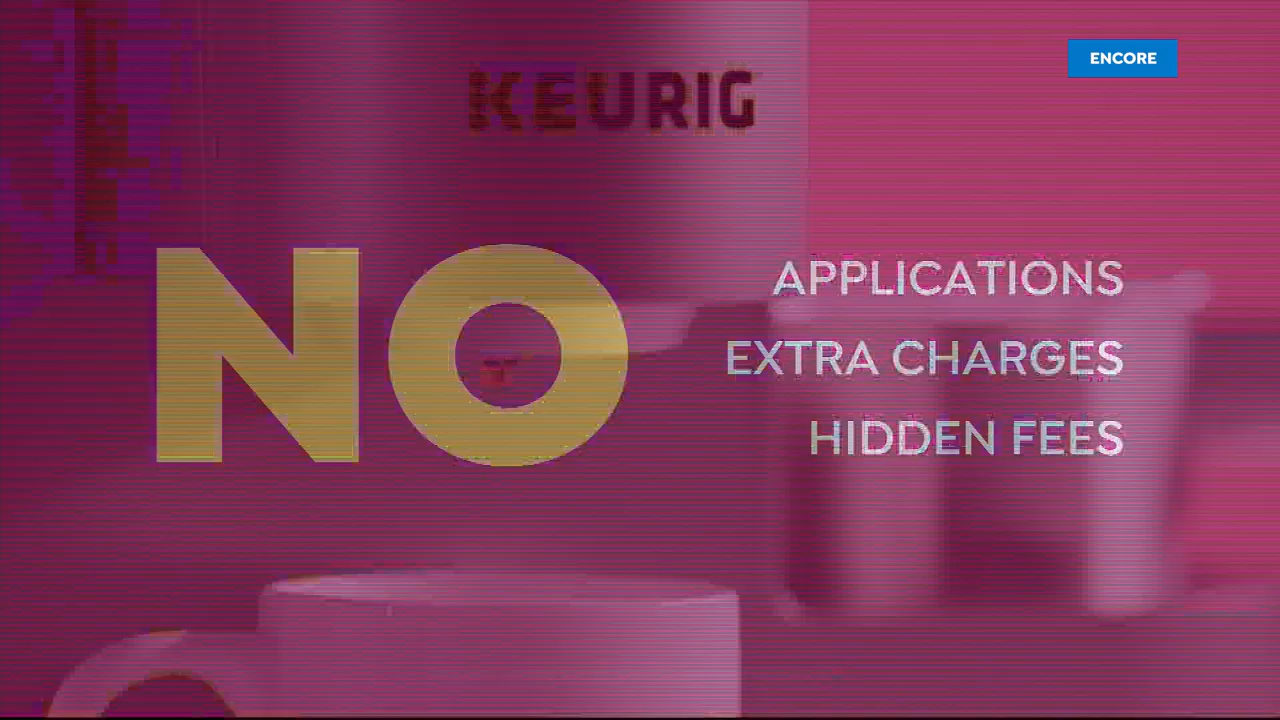 ENCORE
KEURIG
NO
APPLICATIONS
EXTRA CHARGES
HIDDEN FEES